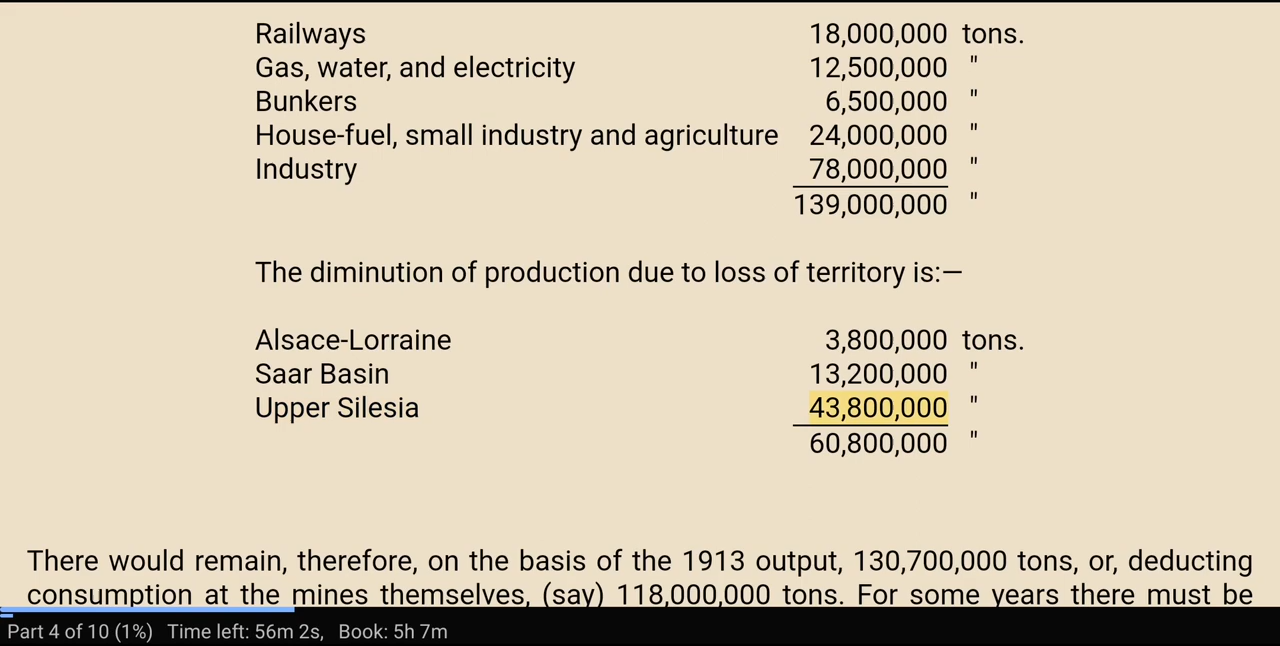 Railways 18,000,000 tons.
Gas, water, and electricity 12,500,000 "
Bunkers 6,500,000 "
House-fuel, small industry and agriculture 24,000,000 "
Industry 78,000,000 "
139,000,000 "
The diminution of production due to loss of territory is:—
Alsace-Lorraine 3,800,000 tons.
Saar Basin 13,200,000 "
Upper Silesia 43,800,000 "
60,800,000 "
There would remain, therefore, on the basis of the 1913 output, 130,700,000 tons, or, deducting
consumption at the mines themselves, (say) 118,000,000 tons. For some years there must be
Part 4 of 10 (1%) Time left: 56m 2s, Book: 5h 7m